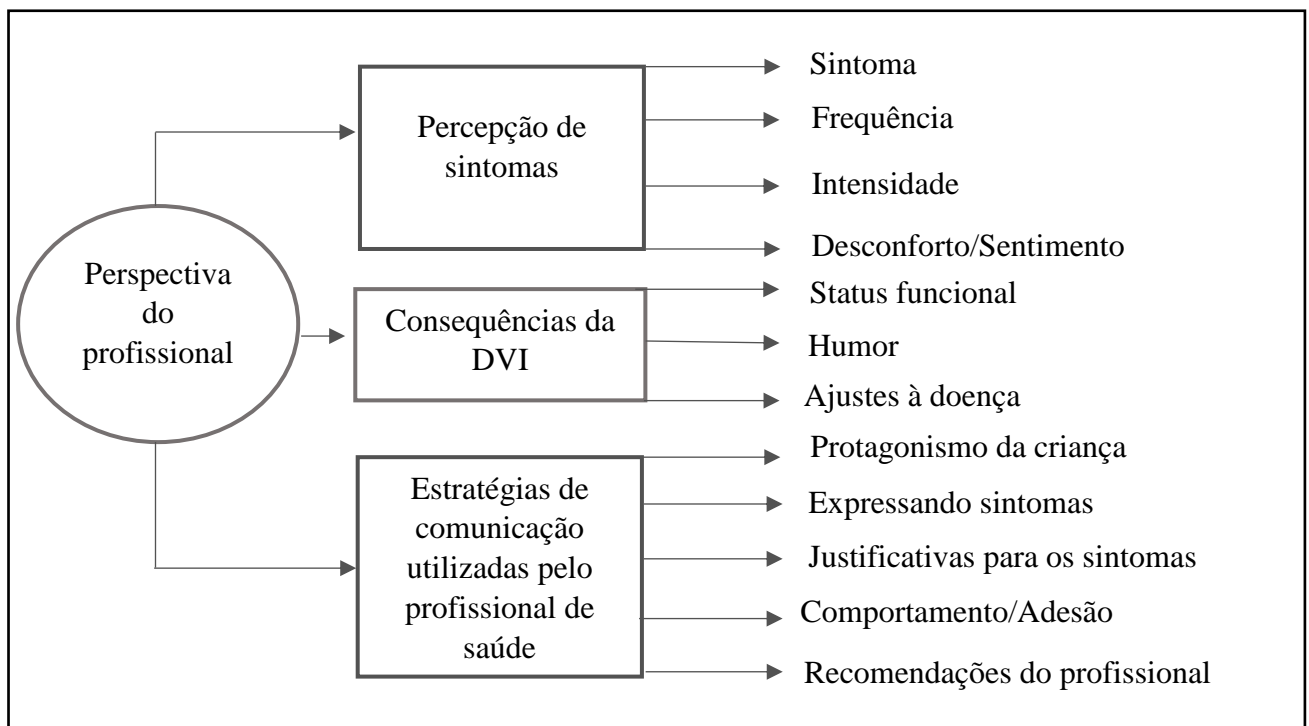 Perspectiva
do
profissional
Percepção de
sintomas
Sintoma
Frequência
Intensidade
Desconforto/Sentimento
Consequências da
DVI
Status funcional
Humor
Ajustes à doença
Estratégias de
comunicação
utilizadas pelo
profissional de
saúde
Protagonismo da criança
Expressando sintomas
Justificativas para os sintomas
Comportamento/Adesão
Recomendações do profissional